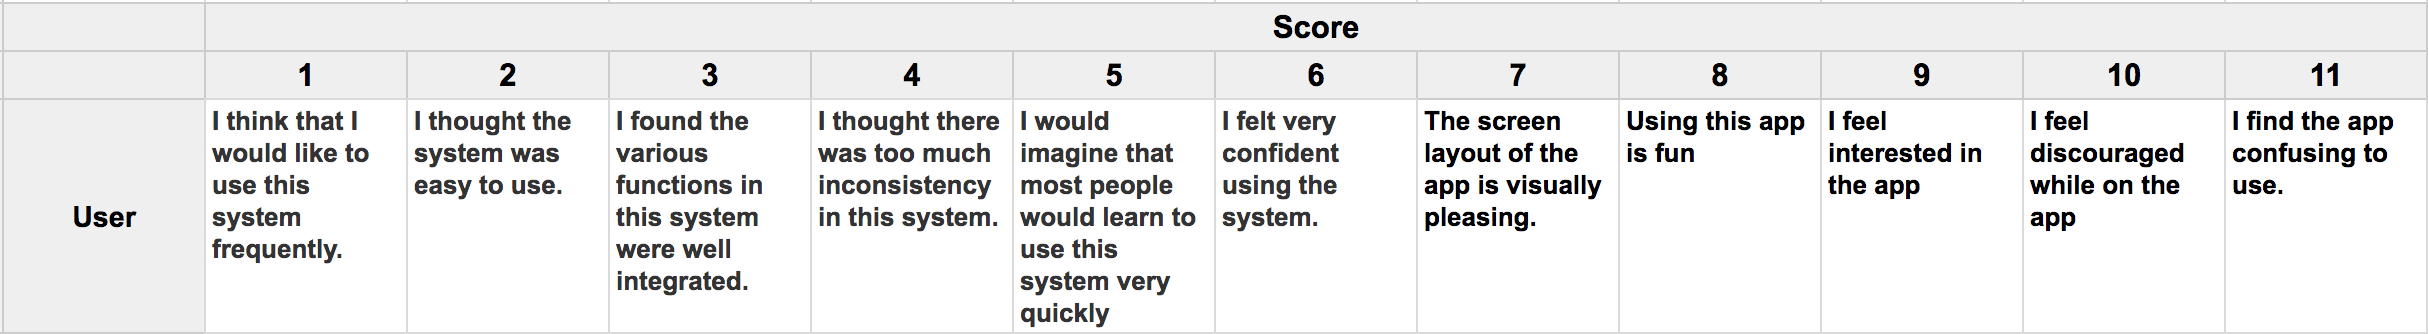 Score
1 2 3 4 5 6 7 8 9 10 11
User
I think that I
would like to
use this
system
frequently.
I thought the
system was
easy to use.
I found the
various
functions in
this system
were well
integrated.
I thought there
was too much
inconsistency
in this system.
I would
imagine that
most people
would learn to
use this
system very
quickly
I felt very
confident
using the
system.
The screen
layout of the
app is visually
pleasing.
Using this app
is fun
I feel
interested in
the app
I feel
discouraged
while on the
app
I find the app
confusing to
use.